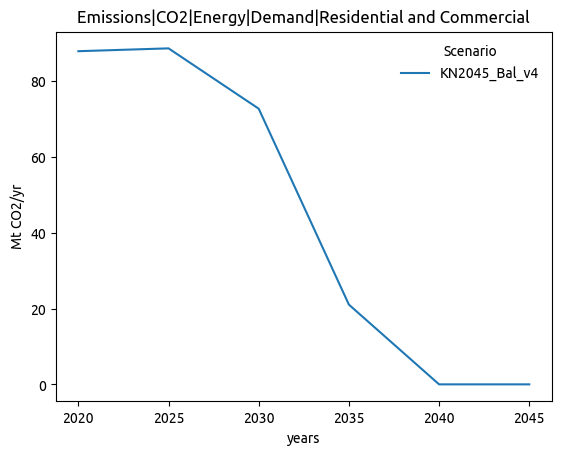 Emissions|CO2|Energy|Demand|Residential and Commercial
Scenario
KN2045_Bal_v4
Mt CO2/yr
80
60
40
20
0
2020 2025 2030 2035 2040 2045
years